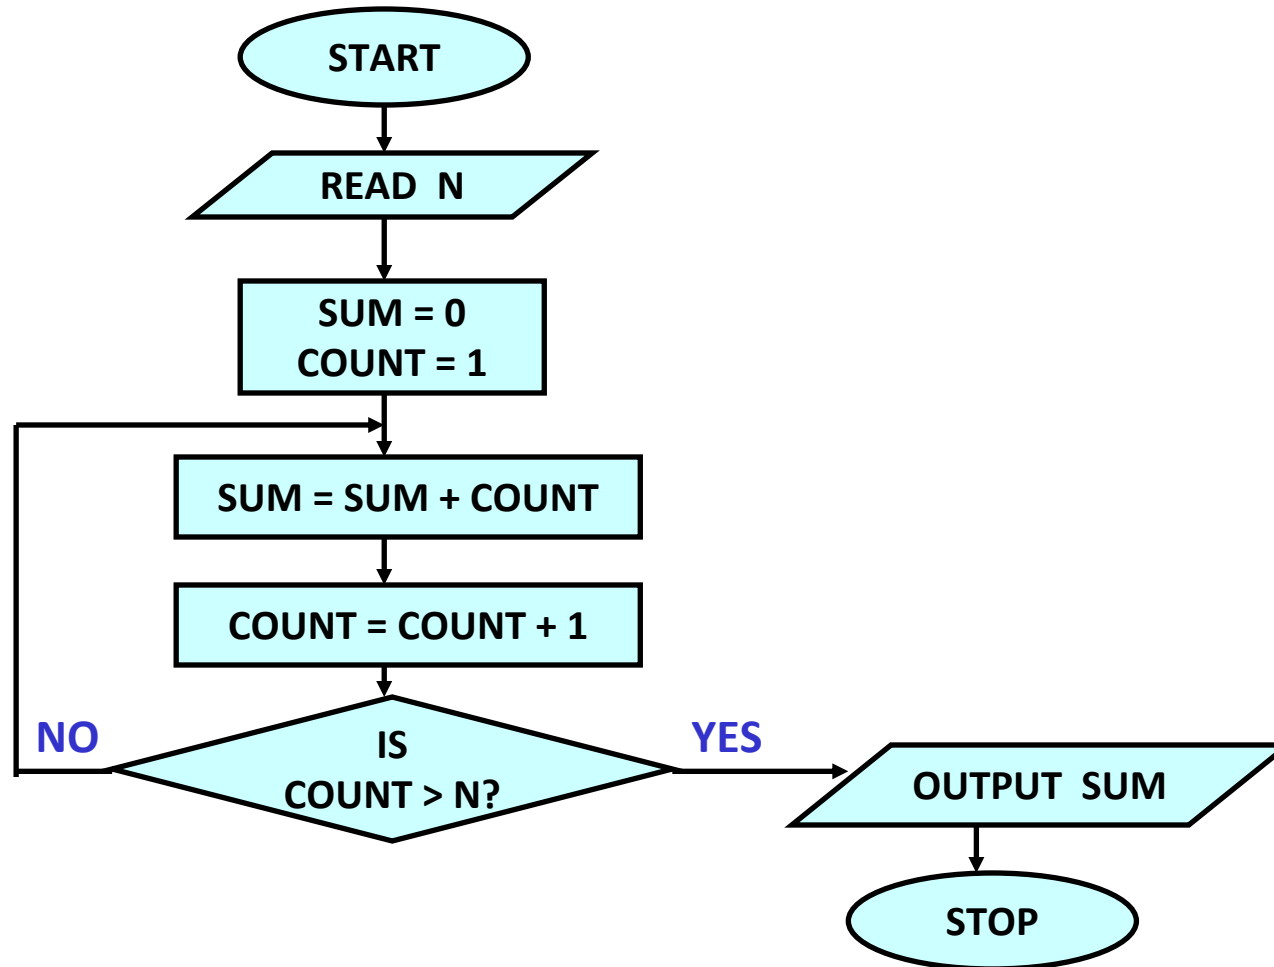 START
READ N
SUM = 0
COUNT = 1
SUM = SUM + COUNT
COUNT = COUNT + 1
NO
IS
COUNT > N?
YES
OUTPUT SUM
STOP